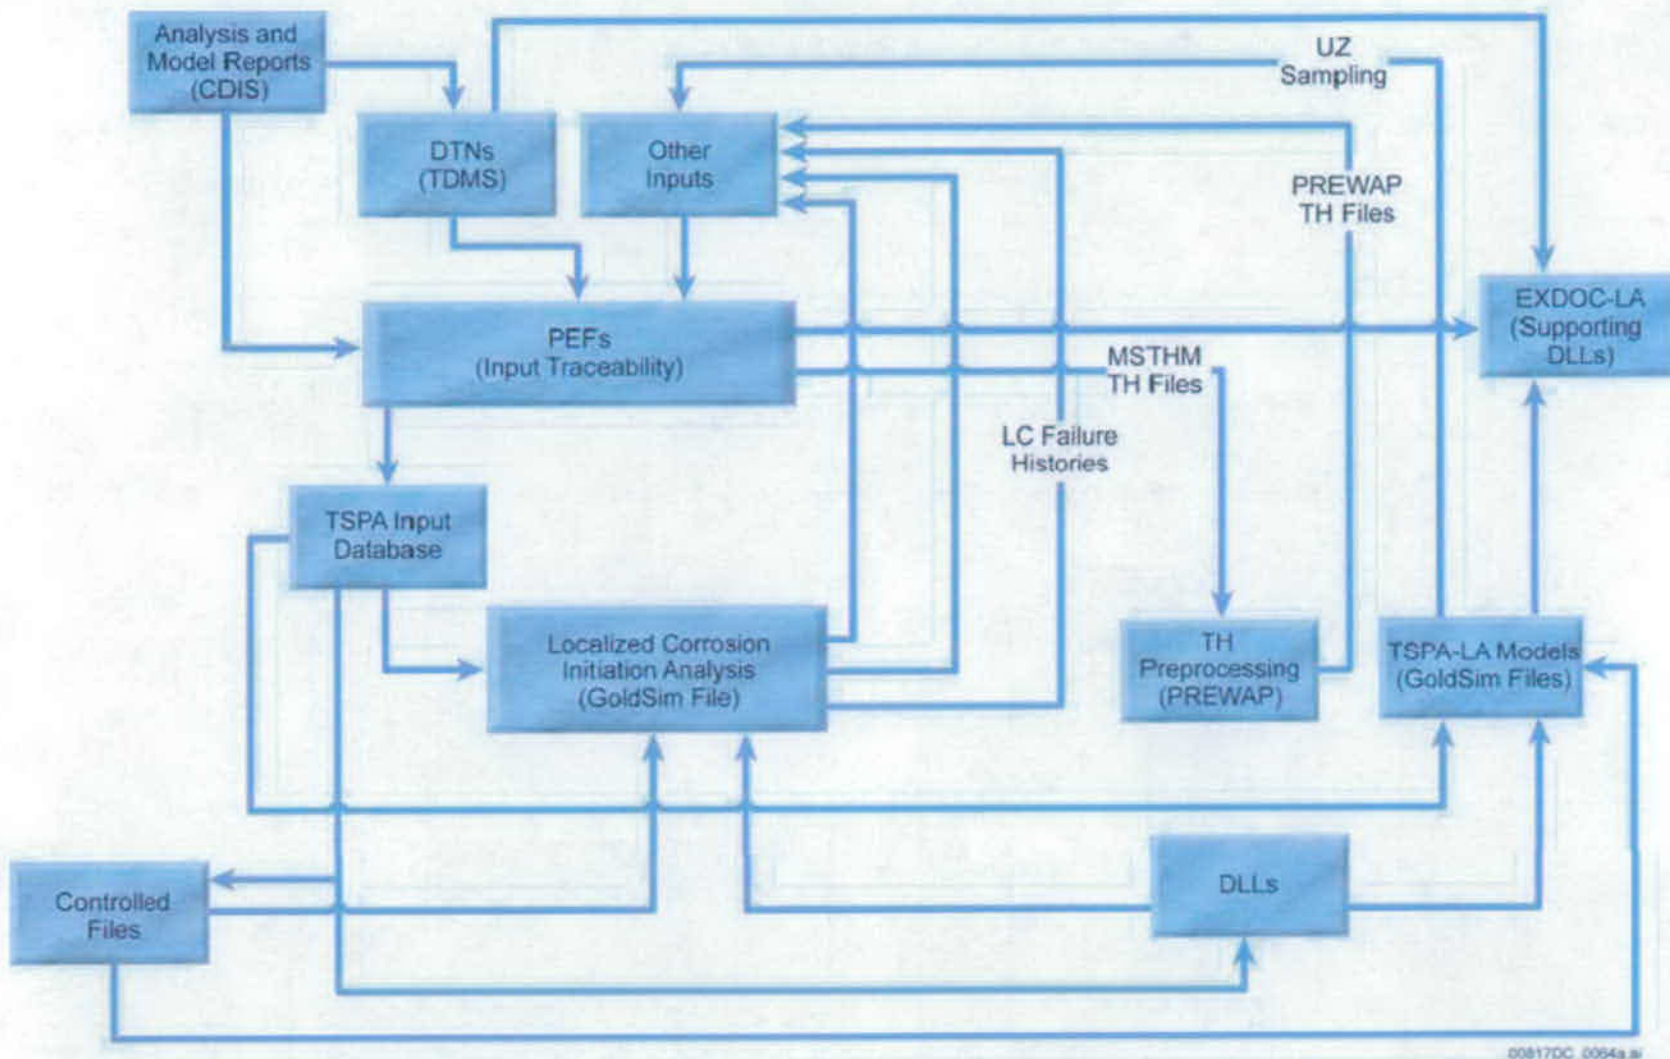 Analysis and
Model Reports
(CDIS)
UZ
Sampling
DTNs
(TDMS)
Other
Inputs
PREWAP
TH Files
EXDOC-LA
(Supporting
DLLs)
PEFs
(Input Traceability)
MSTHM
TH Files
LC Failure
Histories
TSPA Input
Database
Localized Corrosion
Initiation Analysis
(GoldSim File)
TH
Preprocessing
(PREWAP)
TSPA-LA Models
(GoldSim Files)
DLLs
Controlled
Files
00817DC_0064a.ai